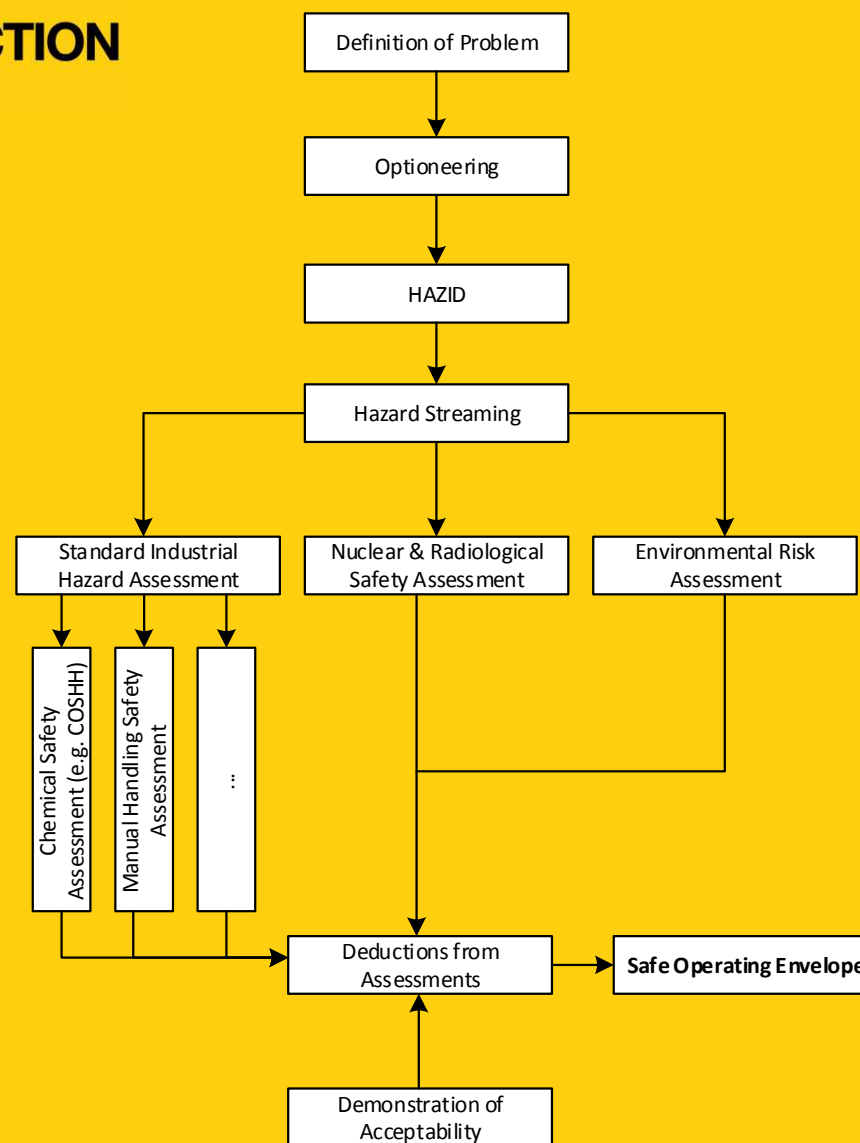 CTION
Definition of Problem
Optioneering
HAZID
Hazard Streaming
Standard Industrial
Hazard Assessment
Nuclear & Radiological
Safety Assessment
Environmental Risk
Assessment
Chemical Safety
Assessment (e.g. COSHH)
Manual Handling Safety
Assessment
...
Deductions from
Assessments
Safe Operating Envelope
Demonstration of
Acceptability